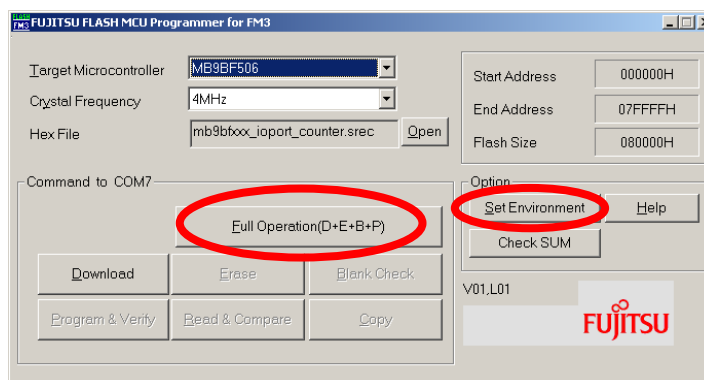 FLASH FM3 FUJITSU FLASH MCU Programmer for FM3
Target Microcontroller MB9BF506
Crystal Frequency 4MHz
Hex File mb9bfxxx_ioport_counter.srec Open
Start Address 000000H
End Address 07FFFFH
Flash Size 080000H
Command to COM7
Full Operation(D+E+B+P)
Download Erase Blank Check
Program & Verify Read & Compare Copy
Option
Set Environment Help
Check SUM
V01,L01
FUJITSU